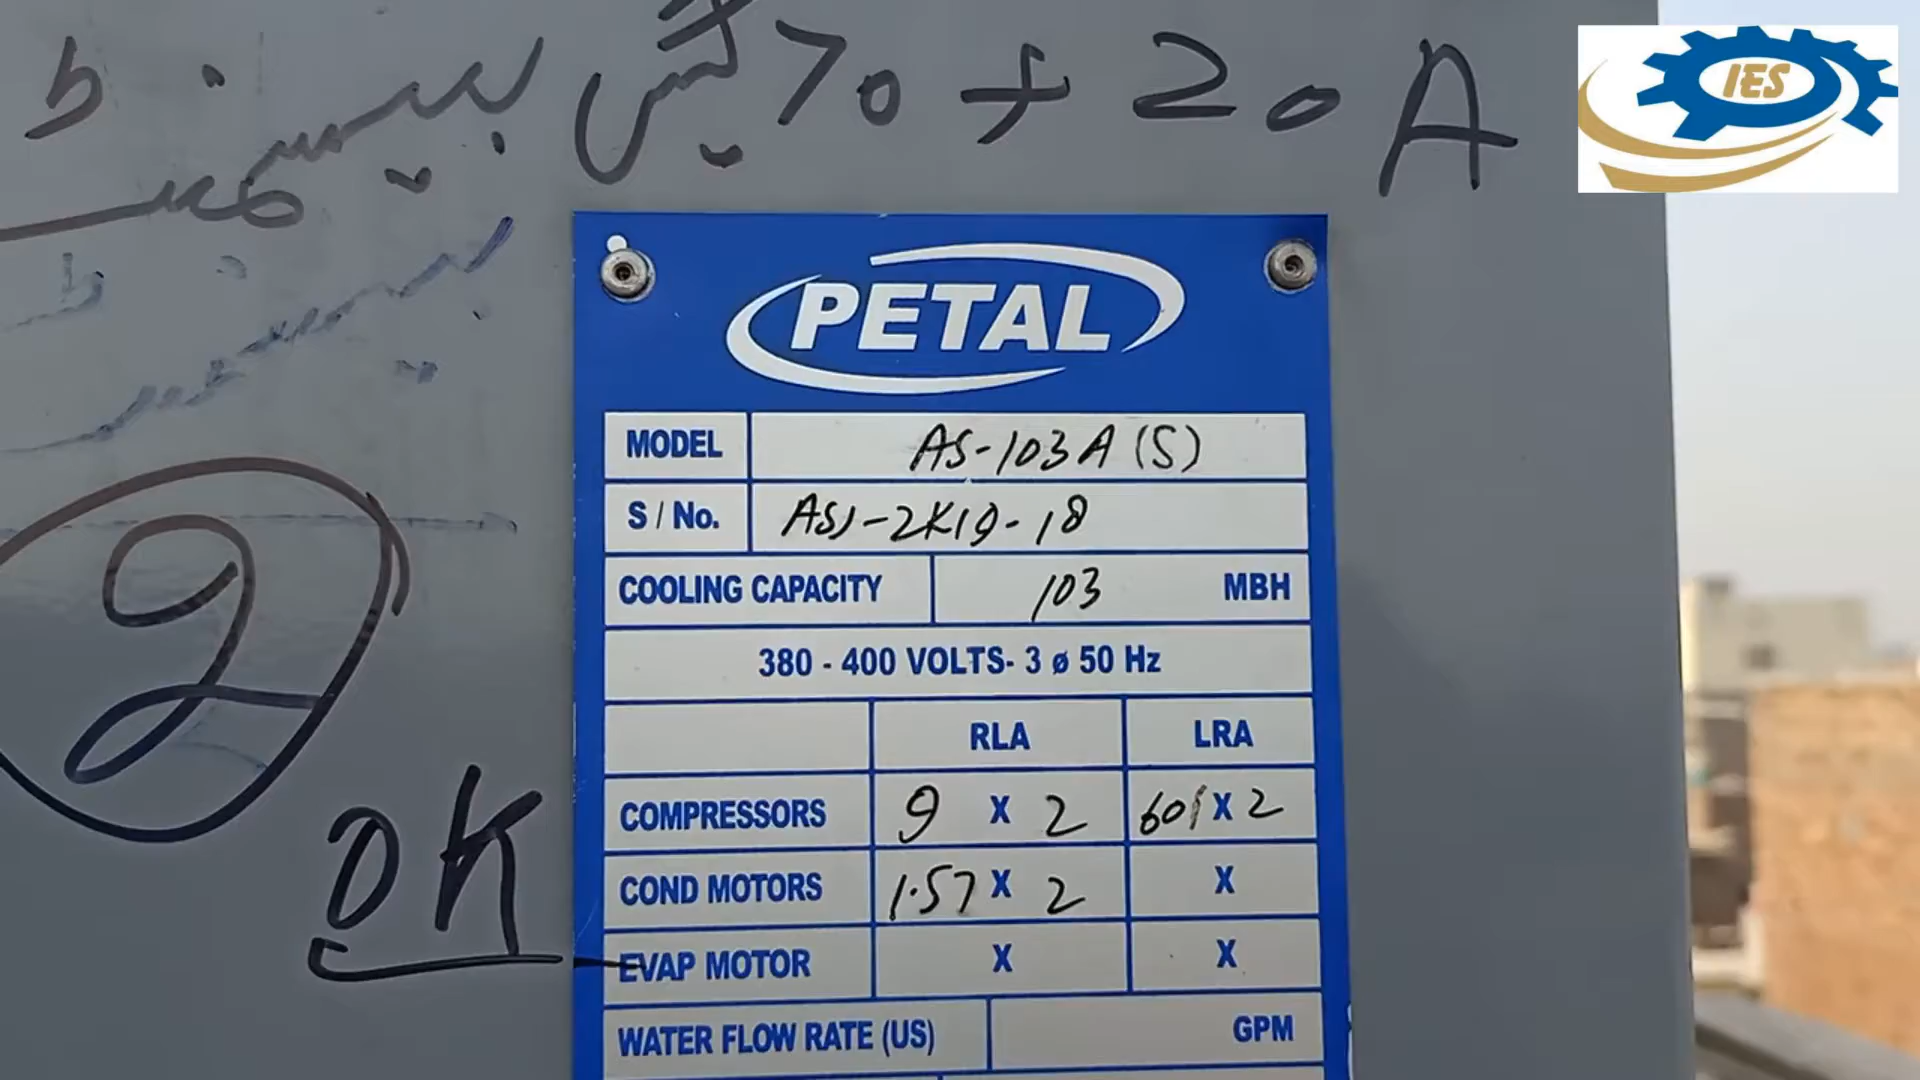 70 + 20 A
IES
PETAL
MODEL AS-103A (S)
S / No. ASJ-2K19-18
COOLING CAPACITY 103 MBH
380 - 400 VOLTS- 3 ø 50 Hz
RLA LRA
COMPRESSORS 9 X 2 X 2
COND MOTORS 1.57 X 2 X
EVAP MOTOR X X
WATER FLOW RATE (US) GPM
2
OK